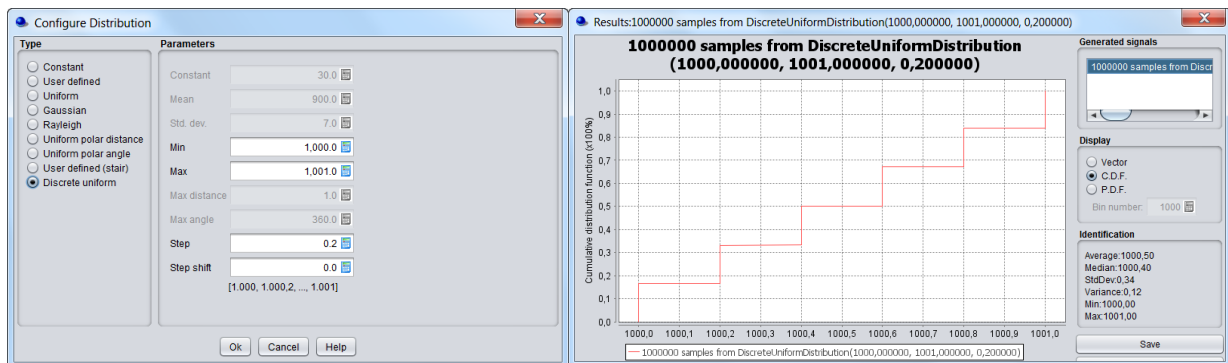 Configure Distribution
Type
Constant
User defined
Uniform
Gaussian
Rayleigh
Uniform polar distance
Uniform polar angle
User defined (stair)
Discrete uniform
Parameters
Constant 30.0
Mean 900.0
Std. dev. 7.0
Min 1,000.0
Max 1,001.0
Max distance 1.0
Max angle 360.0
Step 0.2
Step shift 0.0
[1.000, 1.000,2, ..., 1.001]
Ok Cancel Help
Results:1000000 samples from DiscreteUniformDistribution(1000,000000, 1001,000000, 0,200000)
1000000 samples from DiscreteUniformDistribution
(1000,000000, 1001,000000, 0,200000)
Cumulative distribution function (x100%)
1,0
0,9
0,8
0,7
0,6
0,5
0,4
0,3
0,2
0,1
0,0
1000,0 1000,1 1000,2 1000,3 1000,4 1000,5 1000,6 1000,7 1000,8 1000,9 1001,0
1000000 samples from DiscreteUniformDistribution(1000,000000, 1001,000000, 0,200000)
Generated signals
1000000 samples from Discr
Display
Vector
C.D.F.
P.D.F.
Bin number: 1000
Identification
Average:1000,50
Median:1000,40
StdDev:0,34
Variance:0,12
Min:1000,00
Max:1001,00
Save